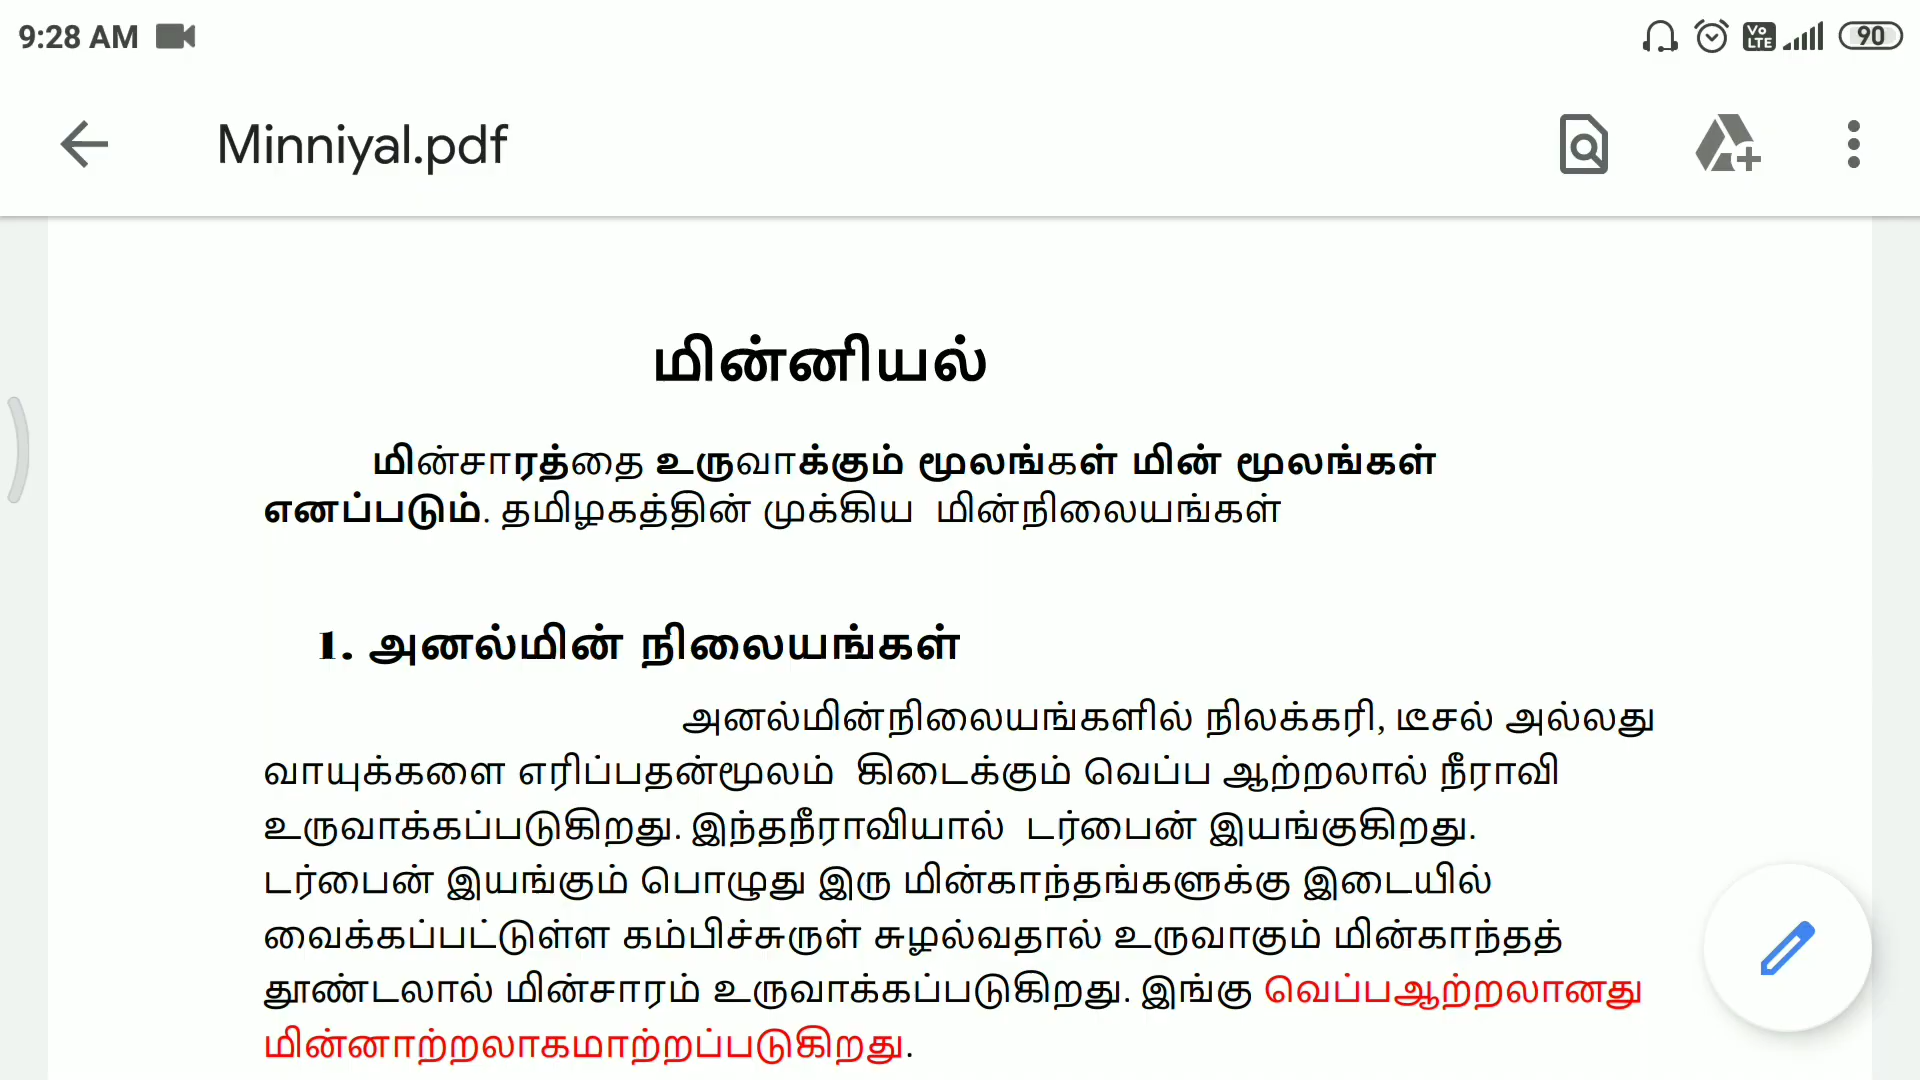 9:28 AM
Vo LTE
90
Minniyal.pdf
மின்னியல்
மின்சாரத்தை உருவாக்கும் மூலங்கள் மின் மூலங்கள்
எனப்படும். தமிழகத்தின் முக்கிய மின்நிலையங்கள்
1. அனல்மின் நிலையங்கள்
அனல்மின்நிலையங்களில் நிலக்கரி, டீசல் அல்லது
வாயுக்களை எரிப்பதன்மூலம் கிடைக்கும் வெப்ப ஆற்றலால் நீராவி
உருவாக்கப்படுகிறது. இந்தநீராவியால் டர்பைன் இயங்குகிறது.
டர்பைன் இயங்கும் பொழுது இரு மின்காந்தங்களுக்கு இடையில்
வைக்கப்பட்டுள்ள கம்பிச்சுருள் சுழல்வதால் உருவாகும் மின்காந்தத்
தூண்டலால் மின்சாரம் உருவாக்கப்படுகிறது. இங்கு வெப்பஆற்றலானது
மின்னாற்றலாகமாற்றப்படுகிறது.